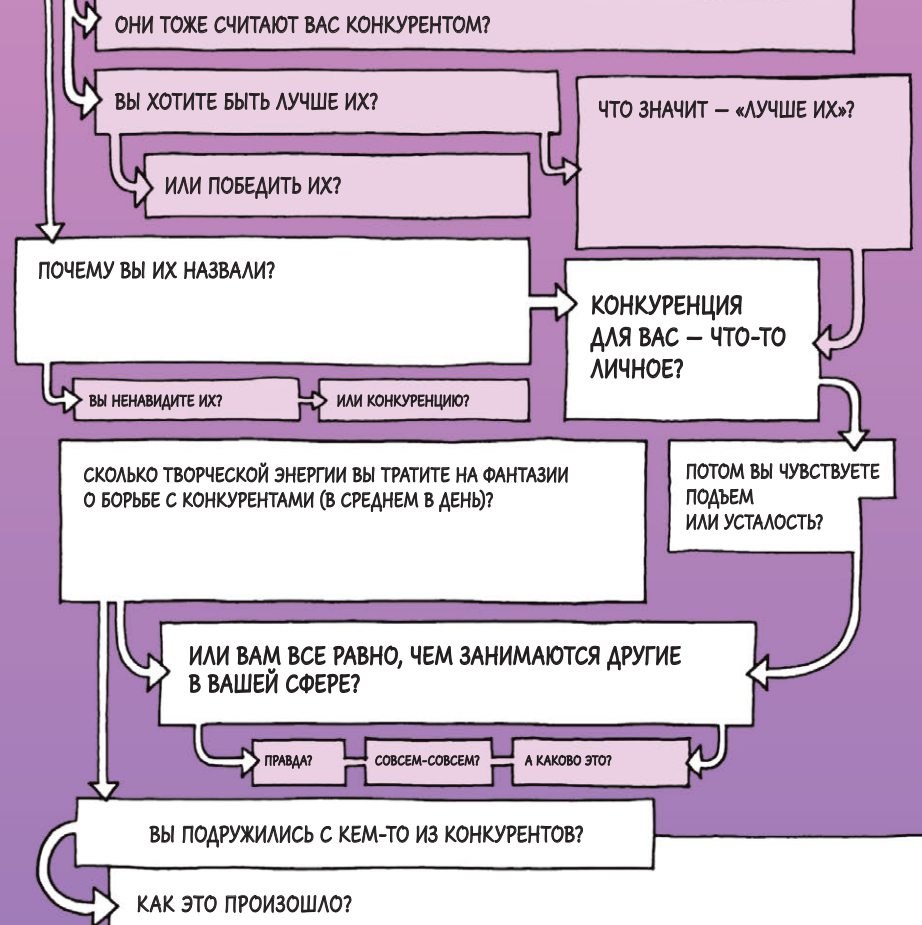 ОНИ ТОЖЕ СЧИТАЮТ ВАС КОНКУРЕНТОМ?
ВЫ ХОТИТЕ БЫТЬ ЛУЧШЕ ИХ?
ЧТО ЗНАЧИТ — «ЛУЧШЕ ИХ»?
ИЛИ ПОБЕДИТЬ ИХ?
ПОЧЕМУ ВЫ ИХ НАЗВАЛИ?
КОНКУРЕНЦИЯ
ДЛЯ ВАС — ЧТО-ТО
ЛИЧНОЕ?
ВЫ НЕНАВИДИТЕ ИХ?
ИЛИ КОНКУРЕНЦИЮ?
СКОЛЬКО ТВОРЧЕСКОЙ ЭНЕРГИИ ВЫ ТРАТИТЕ НА ФАНТАЗИИ
О БОРЬБЕ С КОНКУРЕНТАМИ (В СРЕДНЕМ В ДЕНЬ)?
ПОТОМ ВЫ ЧУВСТВУЕТЕ
ПОДЪЕМ
ИЛИ УСТАЛОСТЬ?
ИЛИ ВАМ ВСЕ РАВНО, ЧЕМ ЗАНИМАЮТСЯ ДРУГИЕ
В ВАШЕЙ СФЕРЕ?
ПРАВДА?
СОВСЕМ-СОВСЕМ?
А КАКОВО ЭТО?
ВЫ ПОДРУЖИЛИСЬ С КЕМ-ТО ИЗ КОНКУРЕНТОВ?
КАК ЭТО ПРОИЗОШЛО?